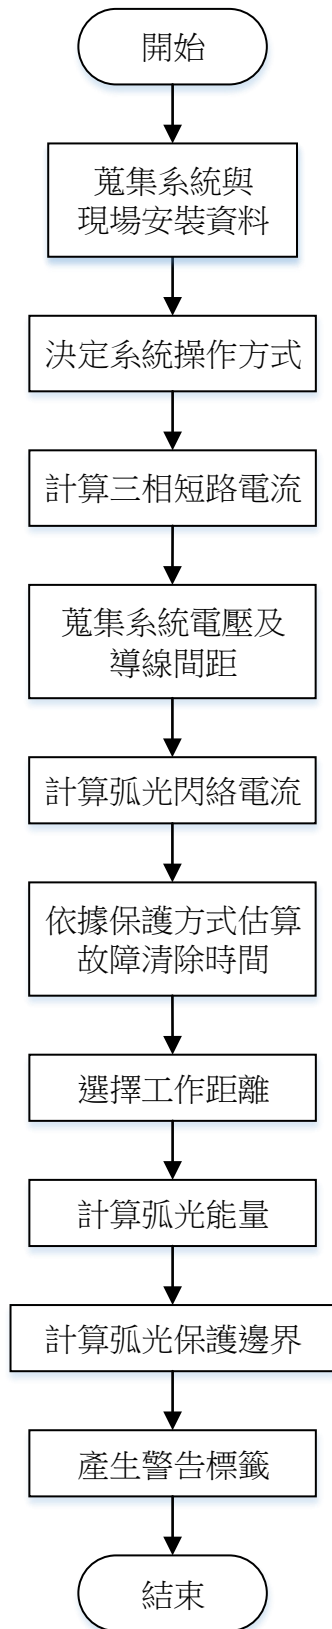 開始
蒐集系統與
現場安裝資料
決定系統操作方式
計算三相短路電流
蒐集系統電壓及
導線間距
計算弧光閃絡電流
依據保護方式估算
故障清除時間
選擇工作距離
計算弧光能量
計算弧光保護邊界
產生警告標籤
結束